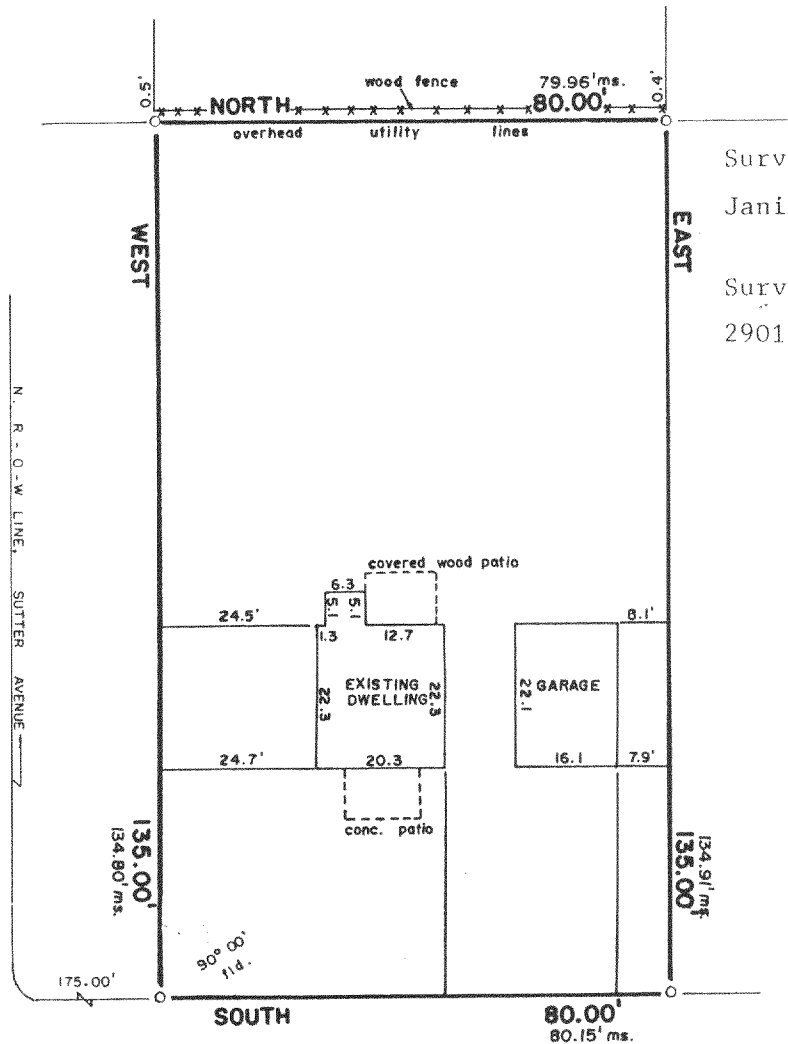 wood fence
79.96' ms.
0.5'
NORTH
80.00'
0.4'
overhead utility lines
Surv
Jani
WEST
EAST
Surv
2901
N. R-O-W LINE, SUTTER AVENUE
covered wood patio
6.3
5.1
5.1
24.5'
1.3
12.7
8.1'
EXISTING
DWELLING
22.3
22.3
22.1
GARAGE
24.7'
20.3
16.1
7.9'
conc. patio
135.00'
134.80' ms.
134.91' ms.
135.00'
90° 00'
fld.
175.00'
SOUTH
80.00'
80.15' ms.